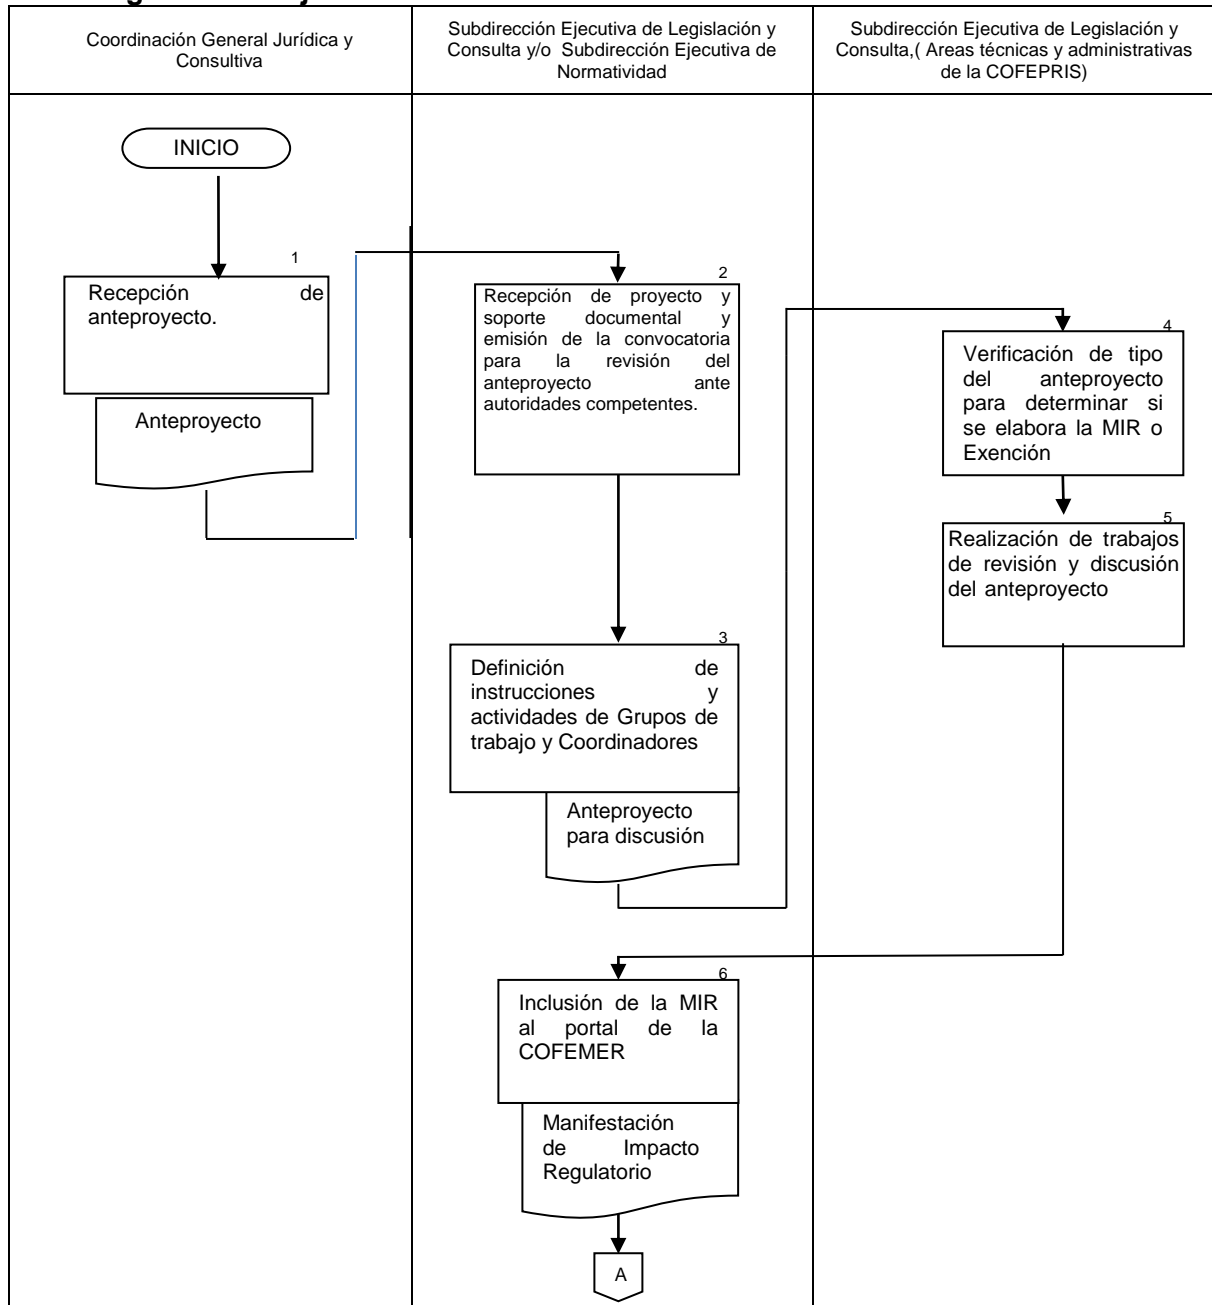 Coordinación General Jurídica y
Consultiva
Subdirección Ejecutiva de Legislación y
Consulta y/o Subdirección Ejecutiva de
Normatividad
Subdirección Ejecutiva de Legislación y
Consulta,( Areas técnicas y administrativas
de la COFEPRIS)
INICIO
1
Recepción de
anteproyecto.
Anteproyecto
2
Recepción de proyecto y
soporte documental y
emisión de la convocatoria
para la revisión del
anteproyecto ante
autoridades competentes.
3
Definición de
instrucciones y
actividades de Grupos de
trabajo y Coordinadores
Anteproyecto
para discusión
4
Verificación de tipo
del anteproyecto
para determinar si
se elabora la MIR o
Exención
5
Realización de trabajos
de revisión y discusión
del anteproyecto
6
Inclusión de la MIR
al portal de la
COFEMER
Manifestación
de Impacto
Regulatorio
A